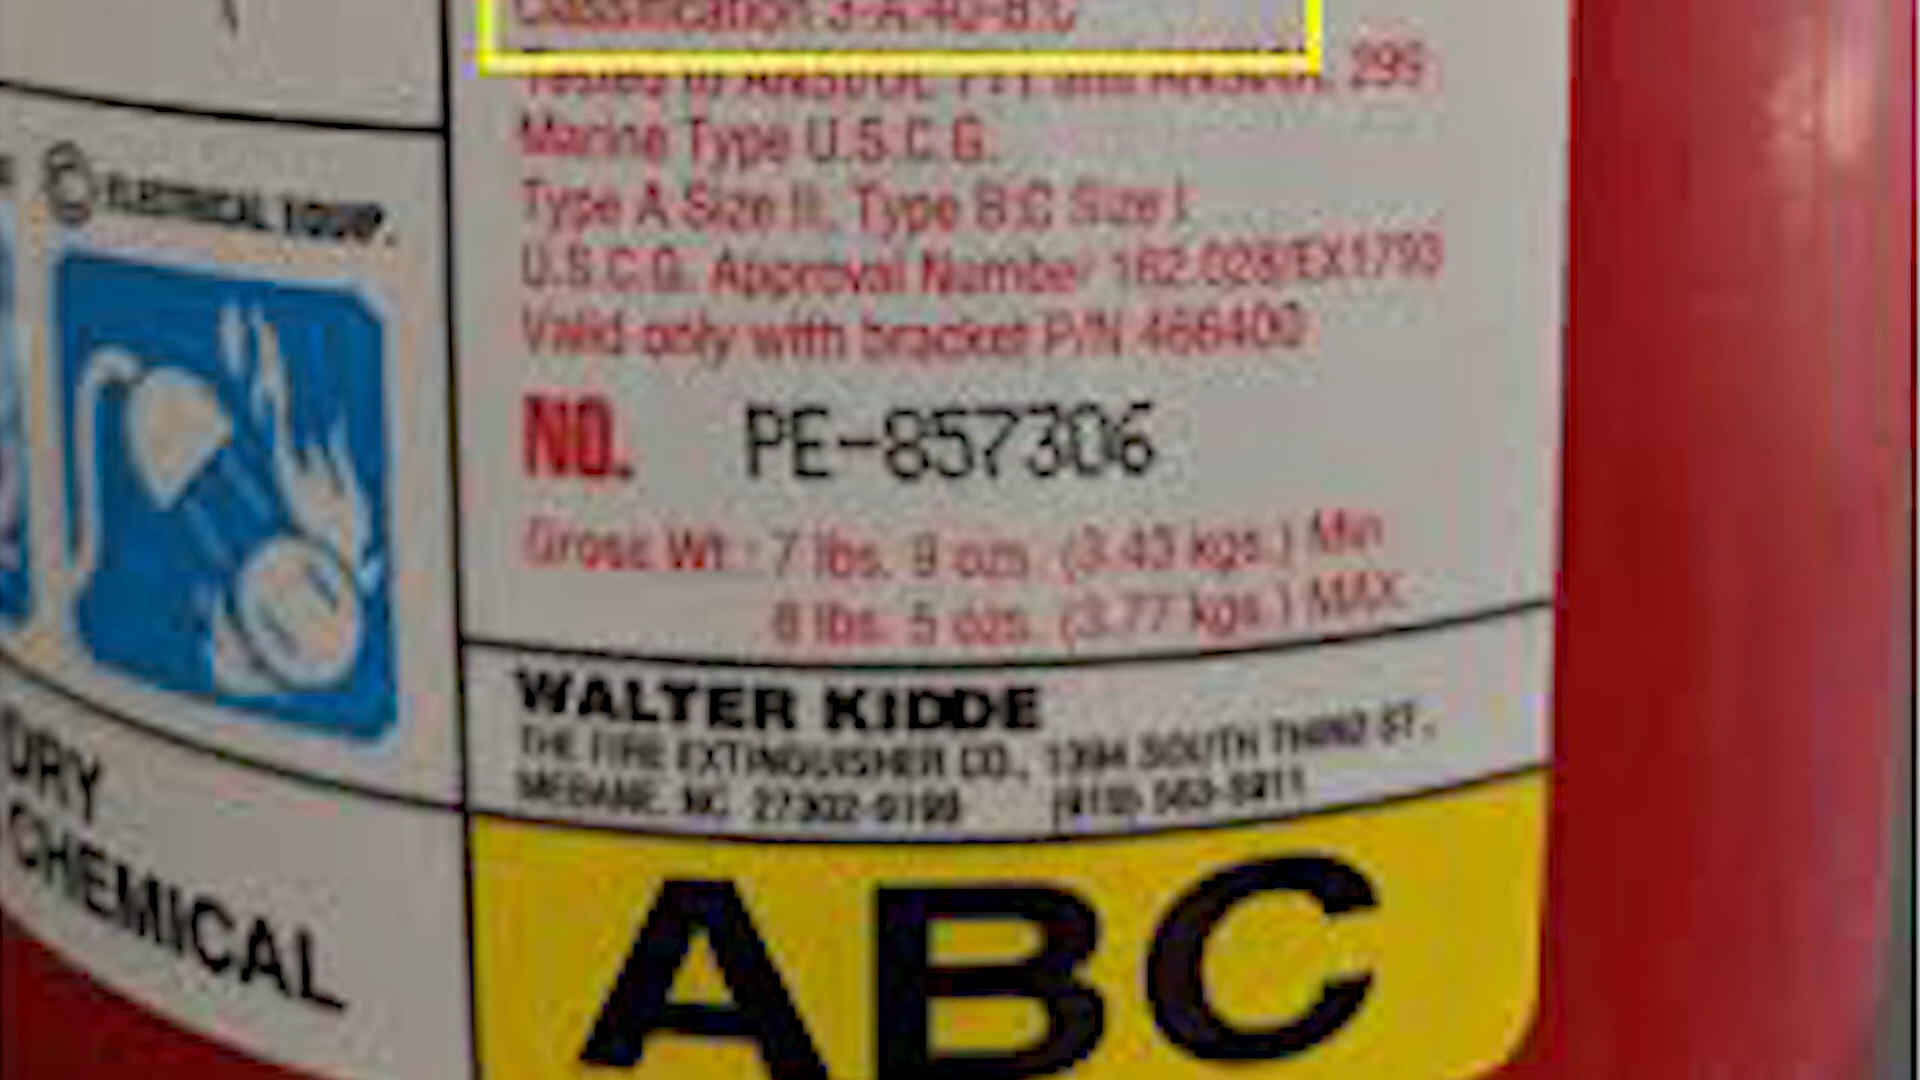 Classification 3-A:40-B:C
Tested to ANSI/UL 711 and ANSI/UL 299
Marine Type U.S.C.G.
Type A Size II, Type B:C Size I
U.S.C.G. Approval Number 162.028/EX1793
Valid only with bracket P/N 466400
NO. PE-857306
Gross Wt.: 7 lbs. 9 ozs. (3.43 kgs.) Min
8 lbs. 5 ozs. (3.77 kgs.) MAX.
© ELECTRICAL EQUIP.
WALTER KIDDE
THE FIRE EXTINGUISHER CO., 1394 SOUTH THIRD ST.,
MEBANE, NC 27302-9199 (919) 563-5911
DRY
CHEMICAL
ABC